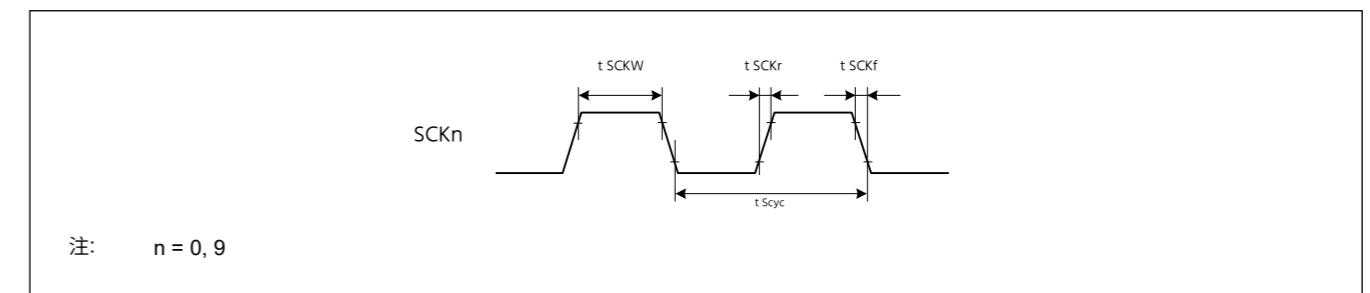 t SCKW
t SCKr
t SCKf
SCKn
t Scyc
注: n = 0, 9